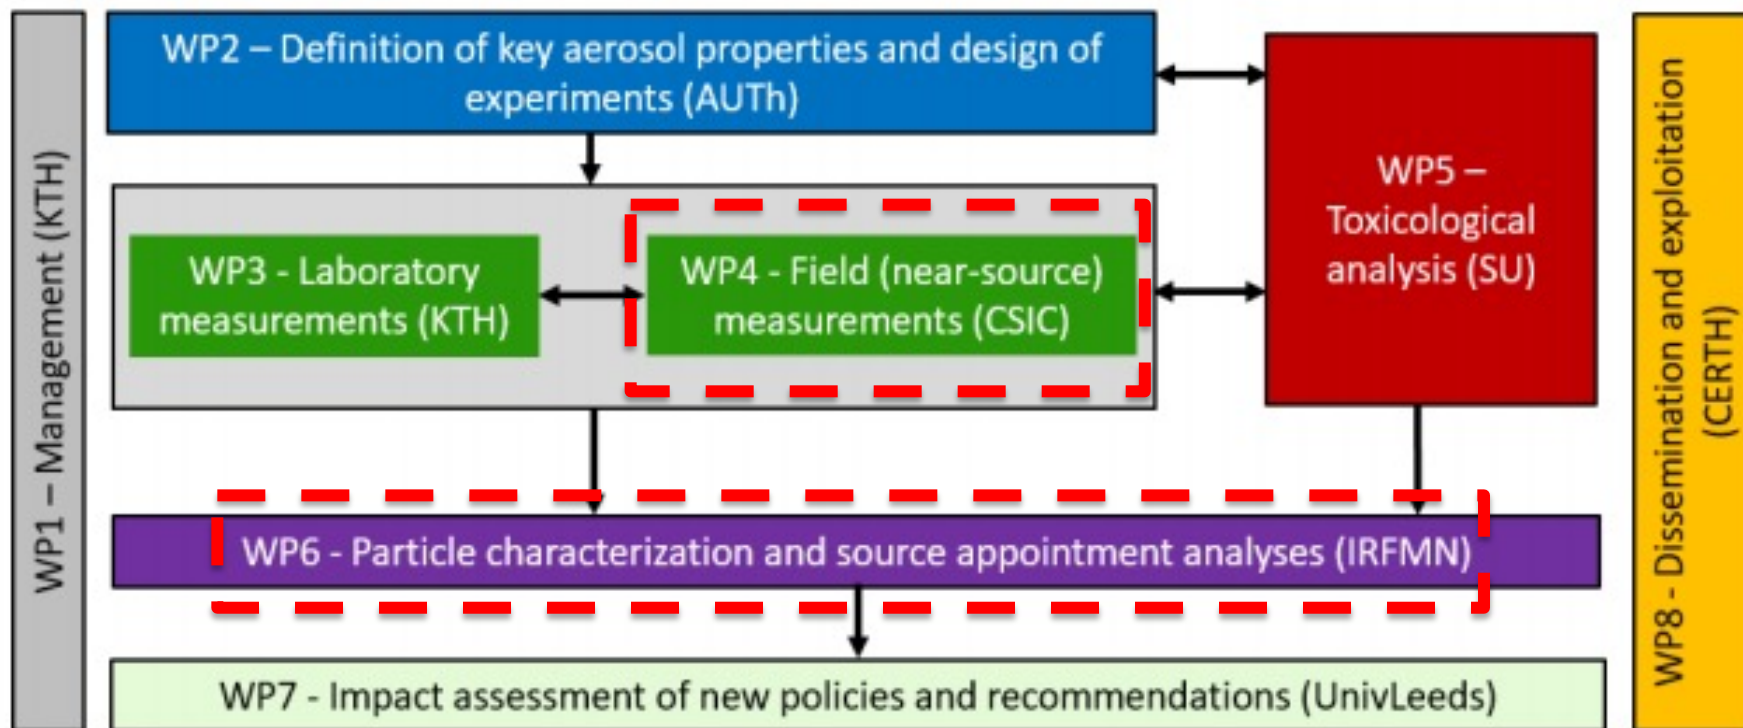 WP1 – Management (KTH)
WP2 – Definition of key aerosol properties and design of
experiments (AUTh)
WP3 - Laboratory
measurements (KTH)
WP4 - Field (near-source)
measurements (CSIC)
WP5 –
Toxicological
analysis (SU)
WP6 - Particle characterization and source appointment analyses (IRFMN)
WP7 - Impact assessment of new policies and recommendations (UnivLeeds)
WP8 - Dissemination and exploitation
(CERTH)